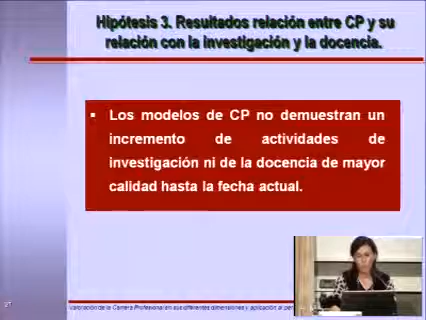 Hipótesis 3. Resultados relación entre CP y su
relación con la investigación y la docencia.
Los modelos de CP no demuestran un
incremento de actividades de
investigación ni de la docencia de mayor
calidad hasta la fecha actual.
Valoración de la Carrera Profesional en sus diferentes dimensiones y aplicación al